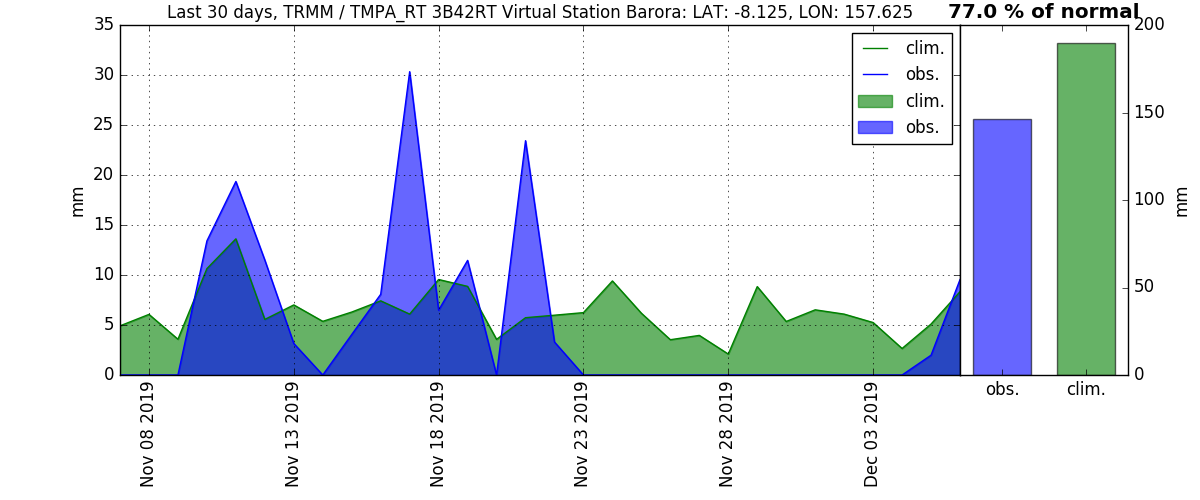 Last 30 days, TRMM / TMPA_RT 3B42RT Virtual Station Barora: LAT: -8.125, LON: 157.625
77.0 % of normal
35
30
25
20
15
10
5
0
mm
clim.
obs.
clim.
obs.
Nov 08 2019
Nov 13 2019
Nov 18 2019
Nov 23 2019
Nov 28 2019
Dec 03 2019
200
150
100
50
0
mm
obs.
clim.